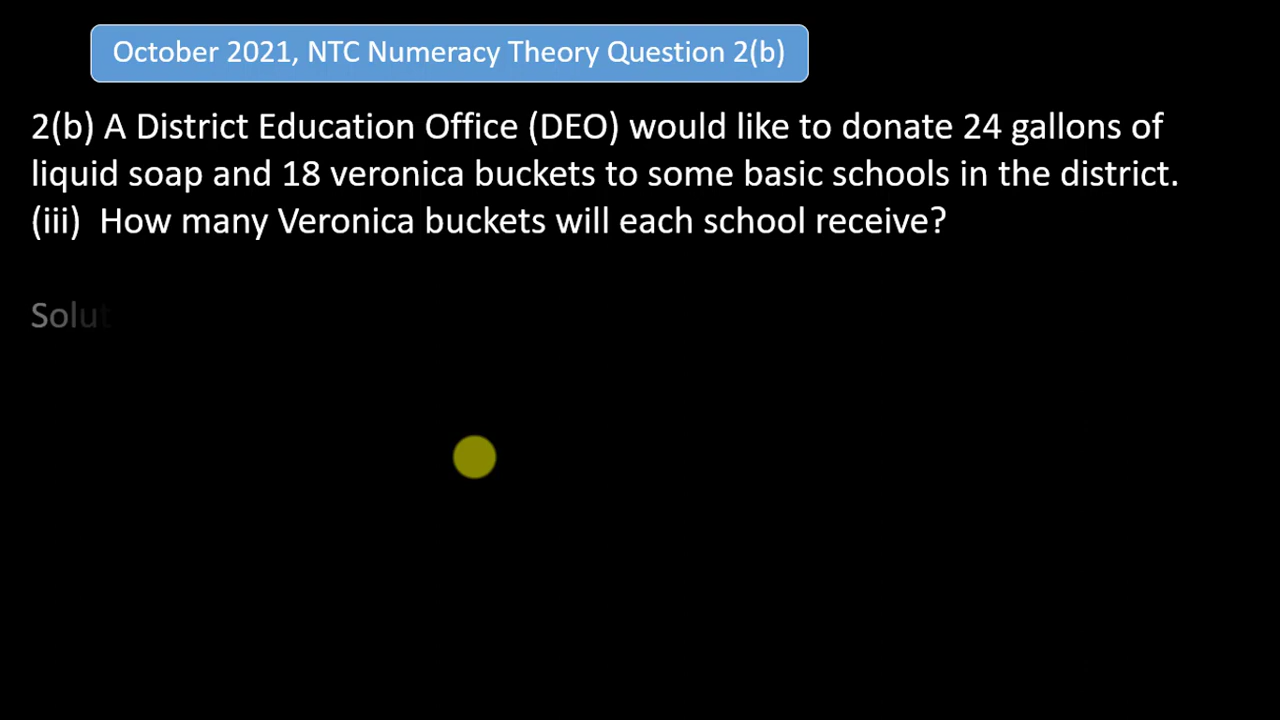 October 2021, NTC Numeracy Theory Question 2(b)
2(b) A District Education Office (DEO) would like to donate 24 gallons of
liquid soap and 18 veronica buckets to some basic schools in the district.
(iii) How many Veronica buckets will each school receive?
Solut